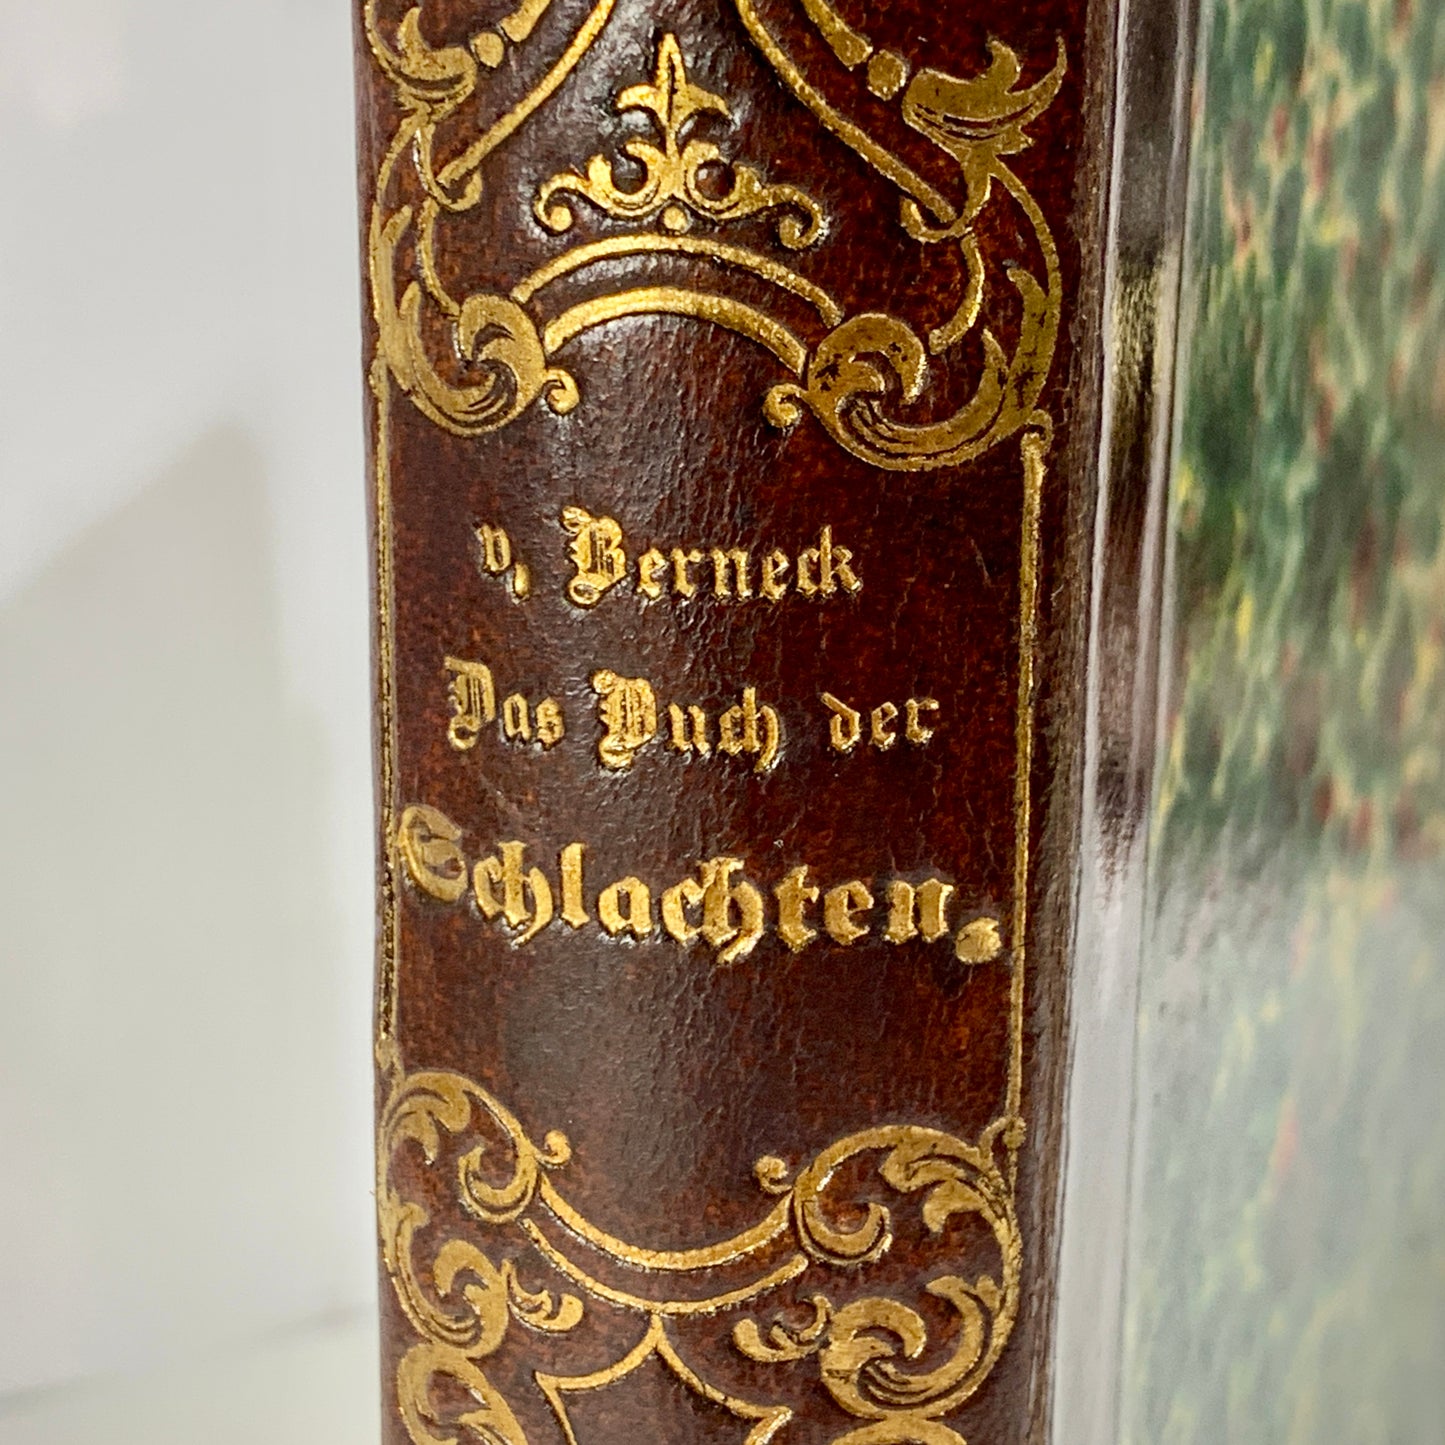 v. Berneck
Das Buch der
Schlachten.